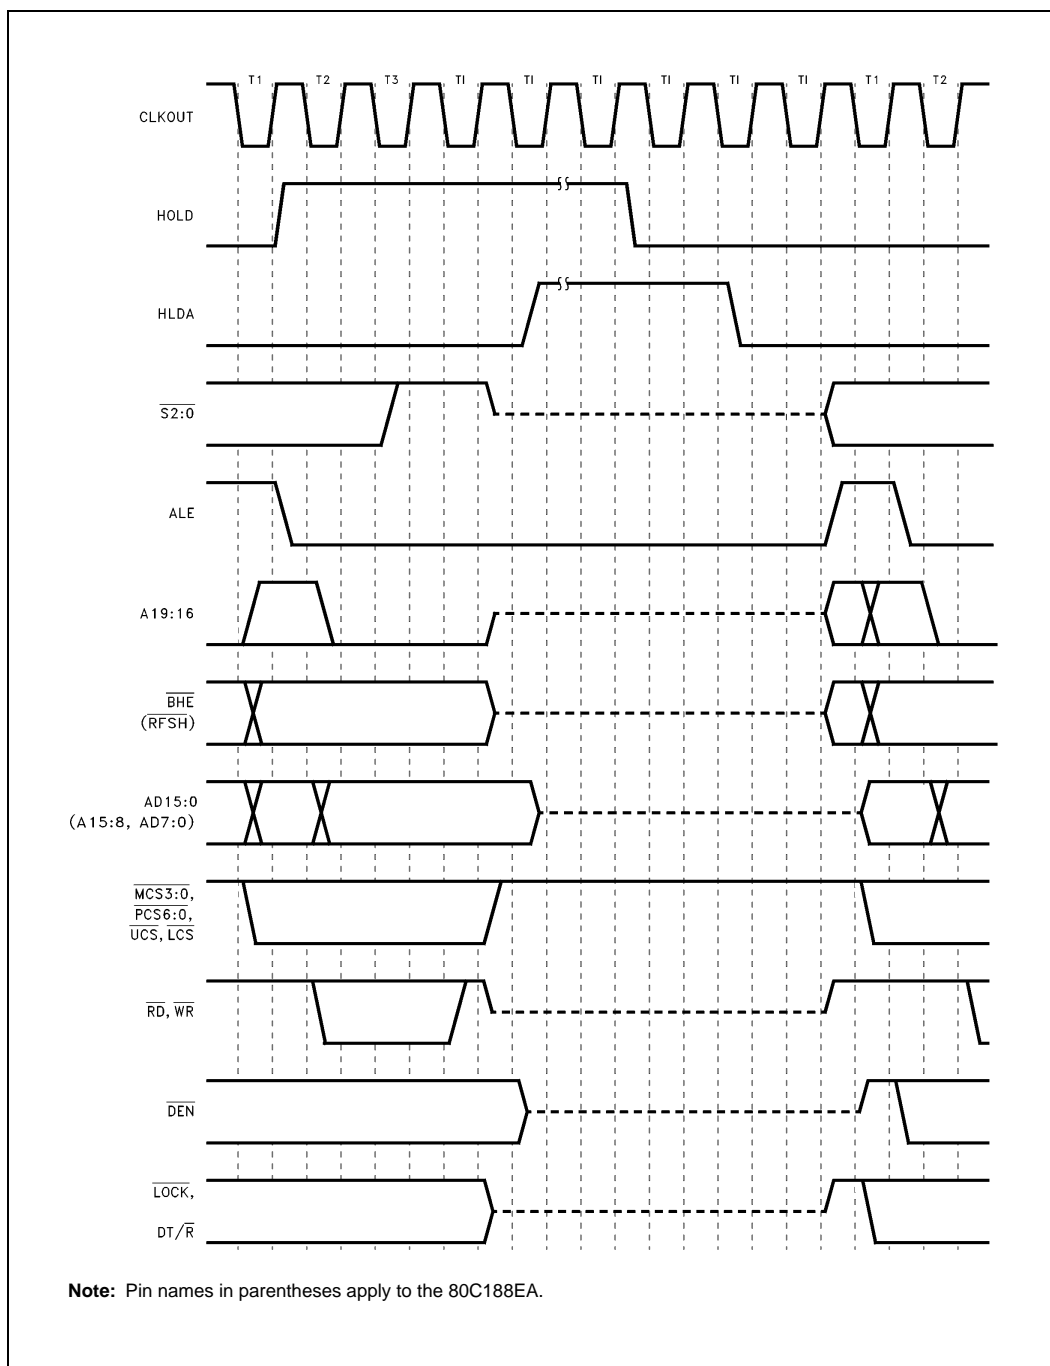 T1 T2 T3 TI TI TI TI TI TI T1 T2
CLKOUT
HOLD
HLDA
S2:0
ALE
A19:16
BHE
(RFSH)
AD15:0
(A15:8, AD7:0)
MCS3:0,
PCS6:0,
UCS, LCS
RD, WR
DEN
LOCK,
DT/R
Note: Pin names in parentheses apply to the 80C188EA.